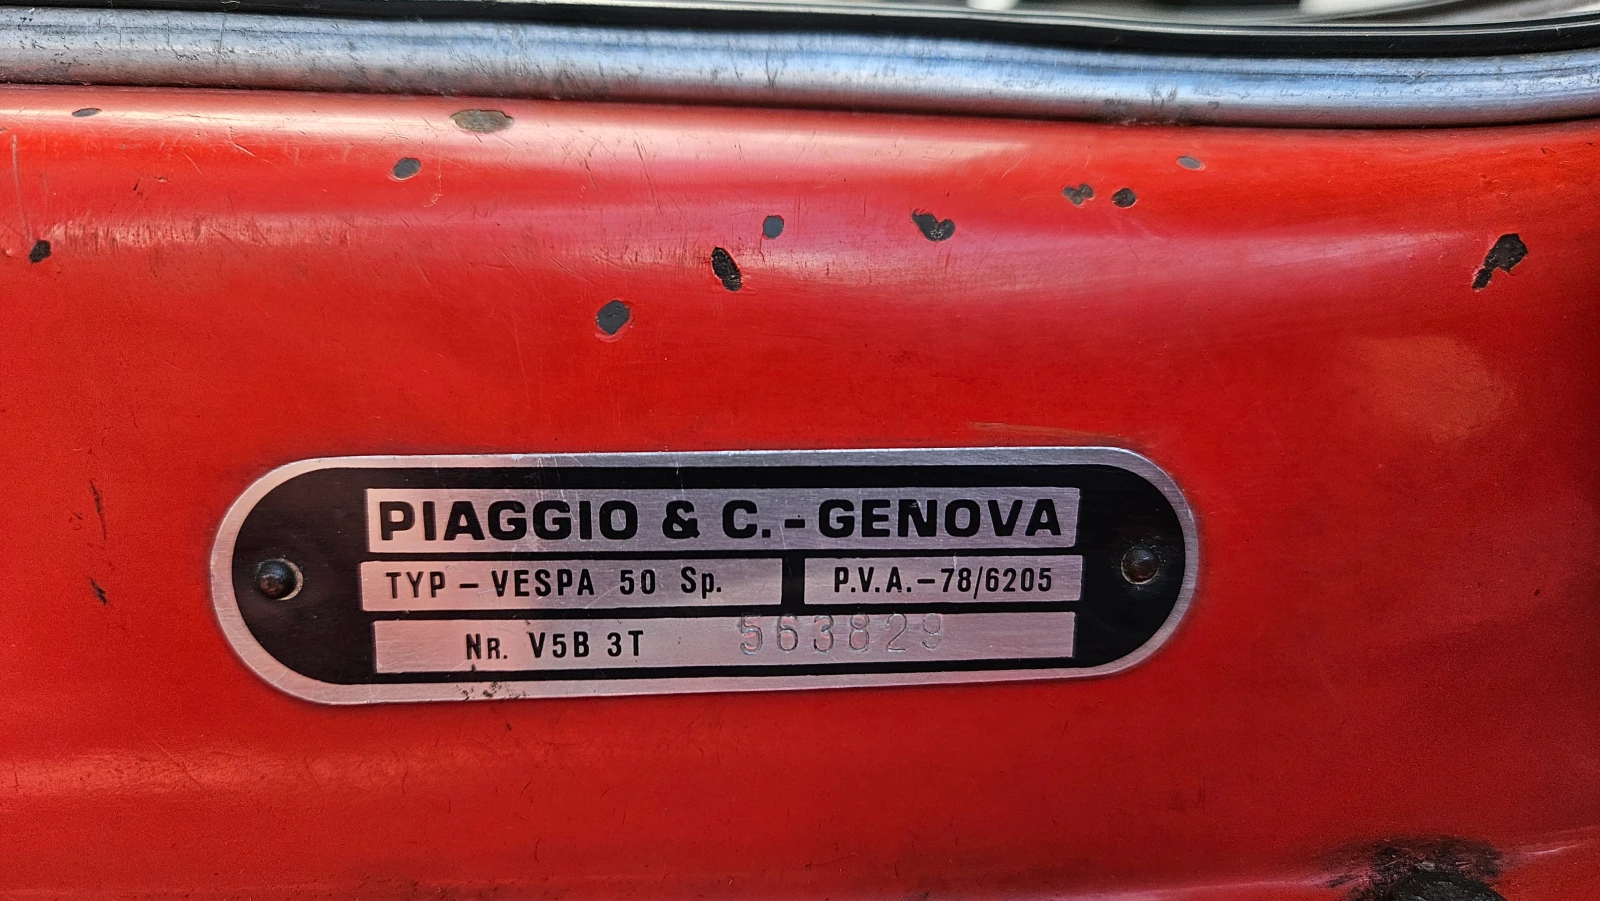 PIAGGIO & C. - GENOVA
TYP - VESPA 50 Sp. P.V.A. - 78/6205
NR. V5B 3T 563829